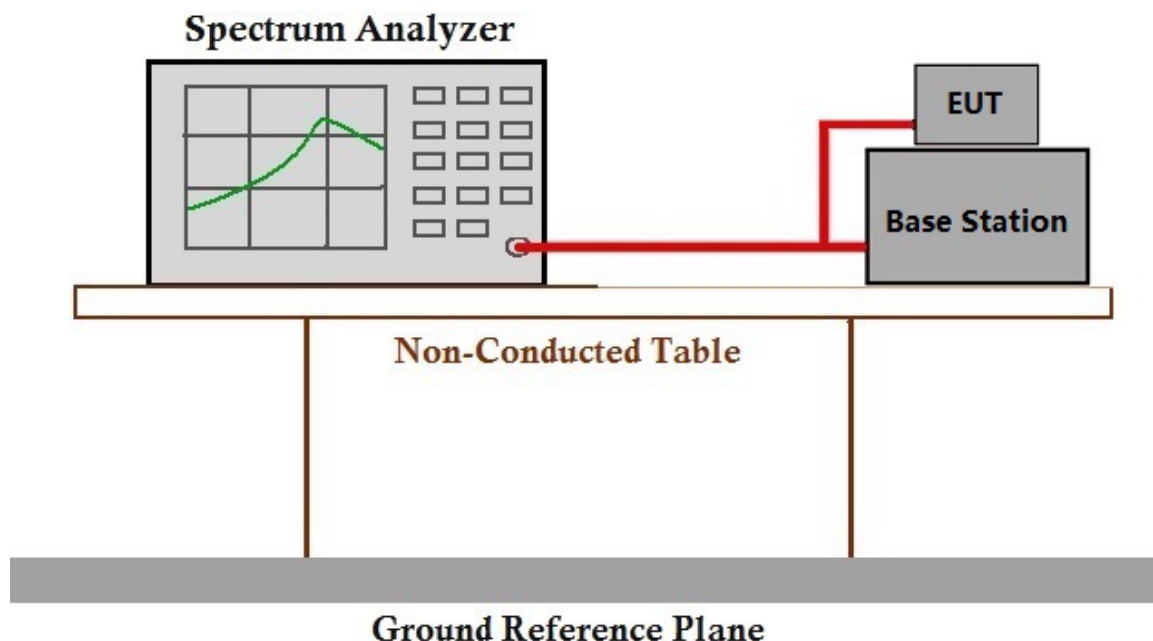 Spectrum Analyzer
EUT
Base Station
Non-Conducted Table
Ground Reference Plane